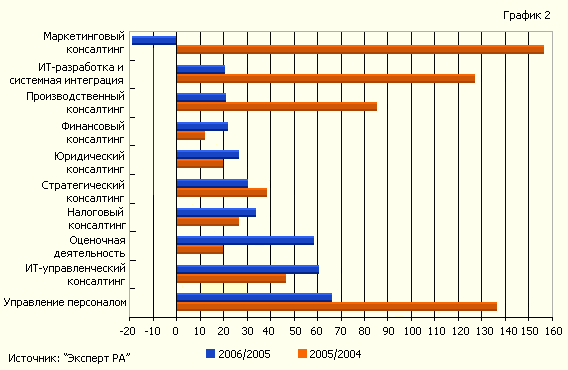 График 2
Маркетинговый
консалтинг
ИТ-разработка и
системная интеграция
Производственный
консалтинг
Финансовый
консалтинг
Юридический
консалтинг
Стратегический
консалтинг
Налоговый
консалтинг
Оценочная
деятельность
ИТ-управленческий
консалтинг
Управление персоналом
-20 -10 0 10 20 30 40 50 60 70 80 90 100 110 120 130 140 150 160
Источник: "Эксперт РА"
2006/2005 2005/2004